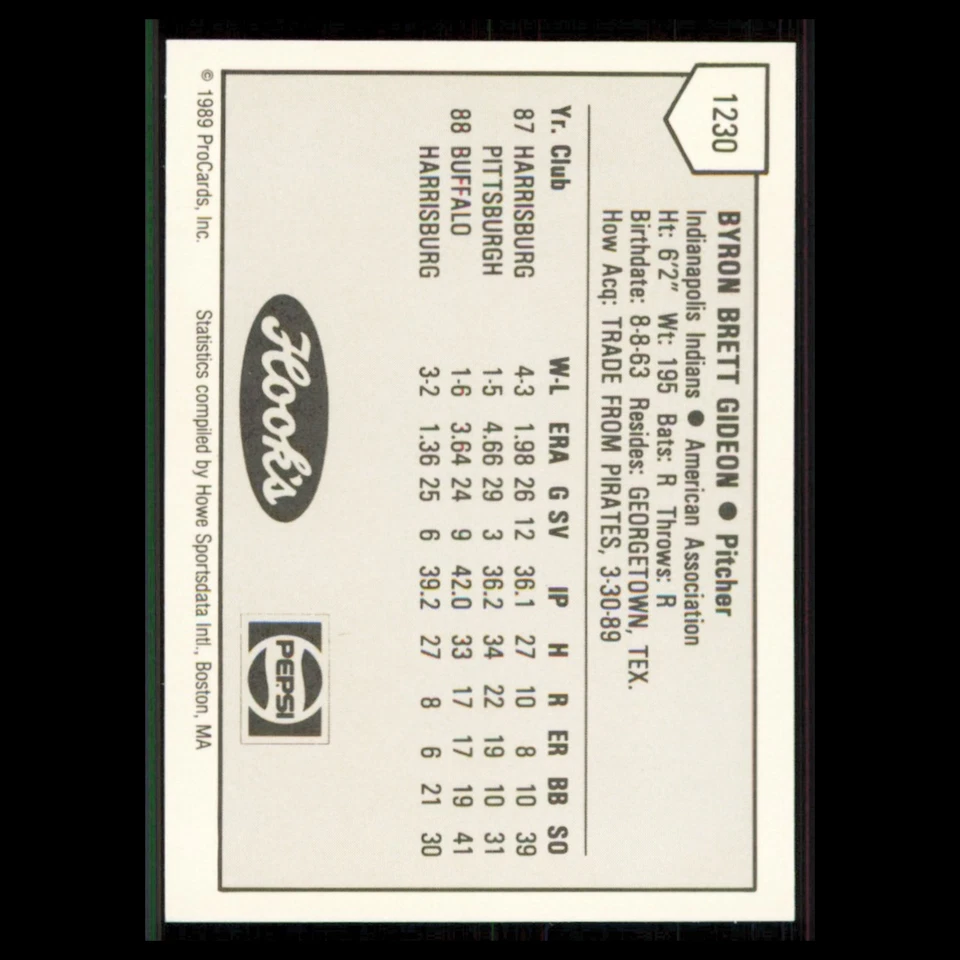 1230
BYRON BRETT GIDEON ● Pitcher
Indianapolis Indians ● American Association
Ht: 6'2" Wt: 195 Bats: R Throws: R
Birthdate: 8-8-63 Resides: GEORGETOWN, TEX.
How Acq: TRADE FROM PIRATES, 3-30-89
Yr. Club W-L ERA G SV IP H R ER BB SO
87 HARRISBURG 4-3 1.98 26 12 36.1 27 10 8 10 39
PITTSBURGH 1-5 4.66 29 3 36.2 34 22 19 10 31
88 BUFFALO 1-6 3.64 24 9 42.0 33 17 17 19 41
HARRISBURG 3-2 1.36 25 6 39.2 27 8 6 21 30
Hook's
PEPSI
© 1989 ProCards, Inc. Statistics compiled by Howe Sportsdata Intl., Boston, MA